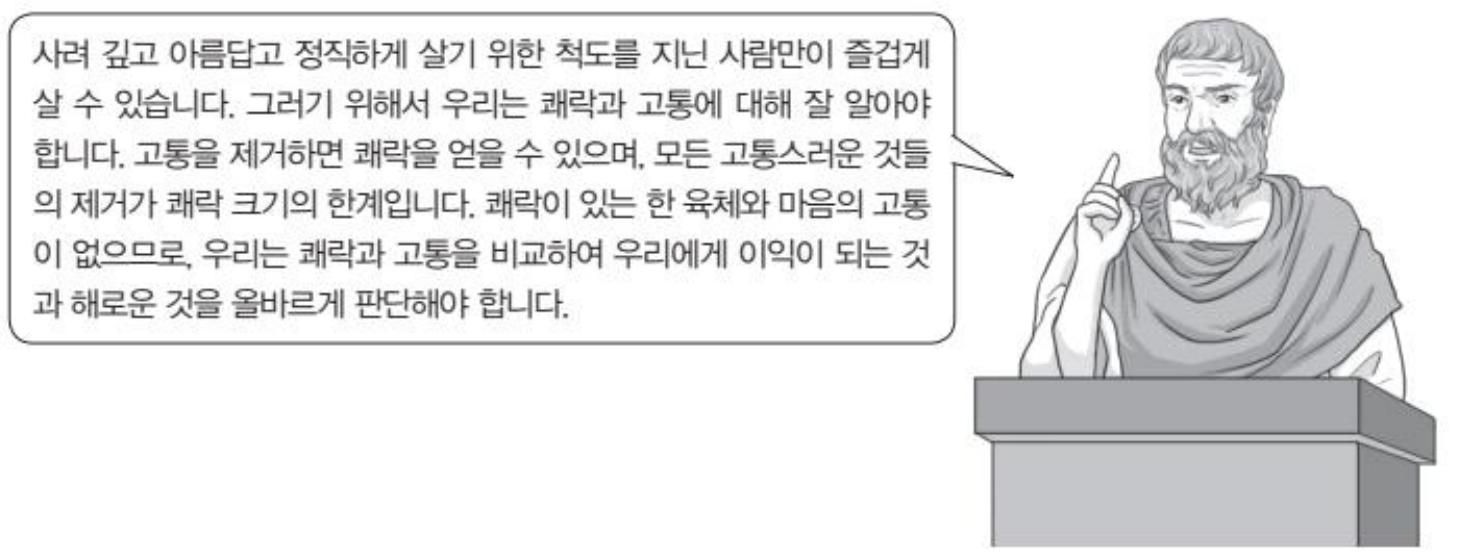 사려 깊고 아름답고 정직하게 살기 위한 척도를 지닌 사람만이 즐겁게
살 수 있습니다. 그러기 위해서 우리는 쾌락과 고통에 대해 잘 알아야
합니다. 고통을 제거하면 쾌락을 얻을 수 있으며, 모든 고통스러운 것들
의 제거가 쾌락 크기의 한계입니다. 쾌락이 있는 한 육체와 마음의 고통
이 없으므로, 우리는 쾌락과 고통을 비교하여 우리에게 이익이 되는 것
과 해로운 것을 올바르게 판단해야 합니다.